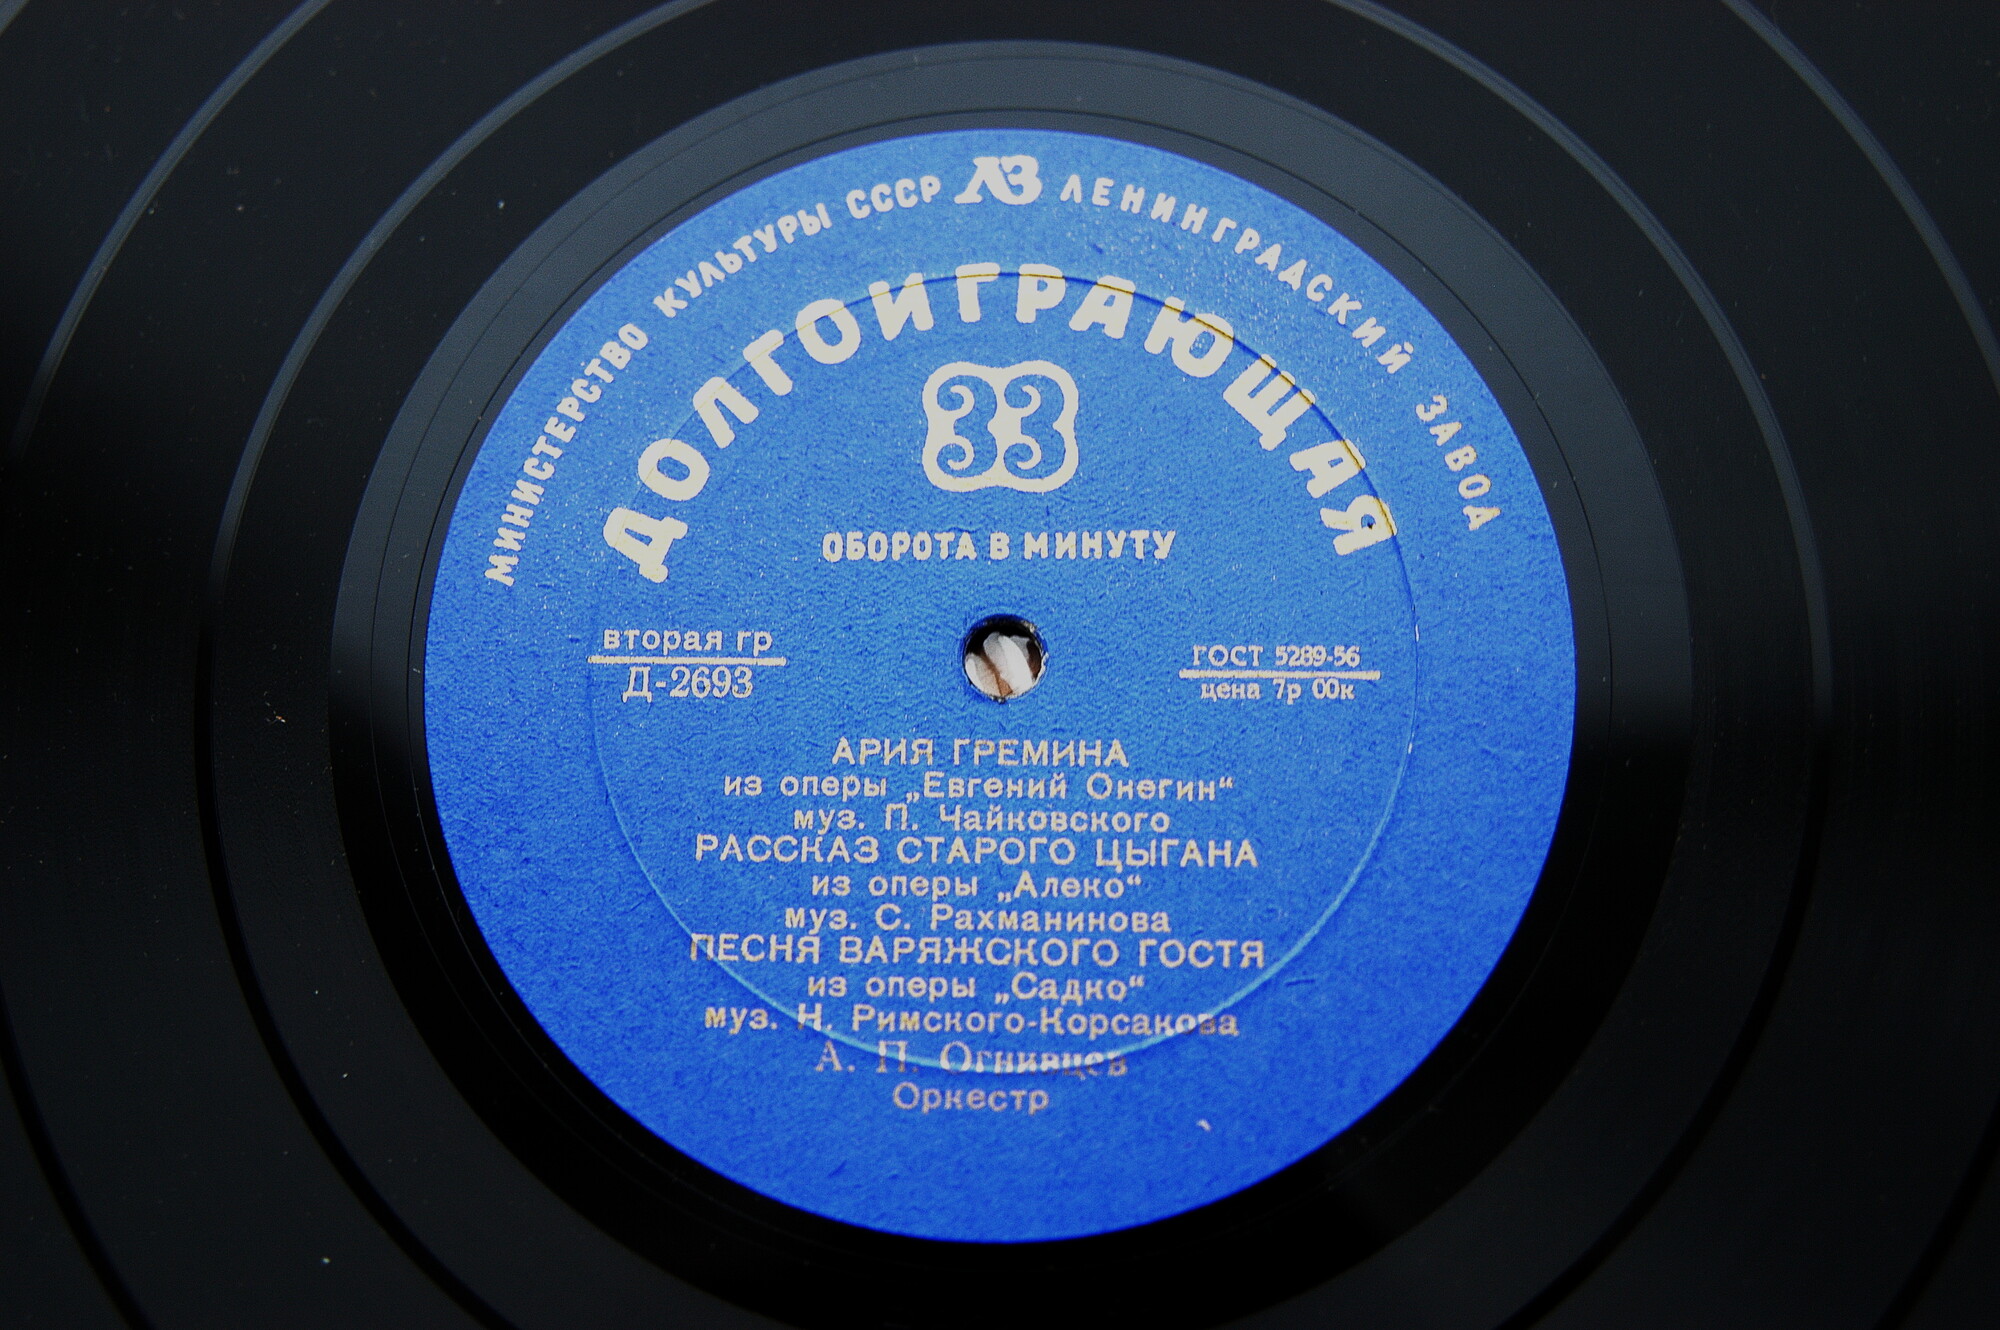 МИНИСТЕРСТВО КУЛЬТУРЫ СССР ЛЗ ЛЕНИНГРАДСКИЙ ЗАВОД
ДОЛГОИГРАЮЩАЯ
33
ОБОРОТА В МИНУТУ
вторая гр
Д-2693
ГОСТ 5289-56
цена 7р 00к
АРИЯ ГРЕМИНА
из оперы „Евгений Онегин“
муз. П. Чайковского
РАССКАЗ СТАРОГО ЦЫГАНА
из оперы „Алеко“
муз. С. Рахманинова
ПЕСНЯ ВАРЯЖСКОГО ГОСТЯ
из оперы „Садко“
муз. Н. Римского-Корсакова
А. П. Огнивцев
Оркестр